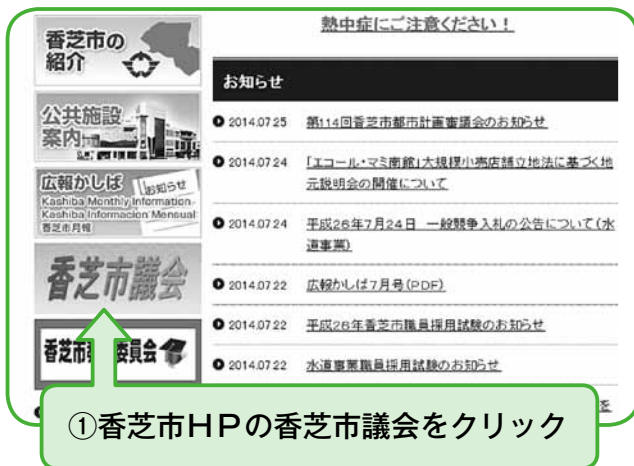 香芝市の
紹介
公共施設
案内
広報かしば お知らせ
Kashiba Monthly Information
Kashiba Informacion Mensual
香芝市月報
香芝市議会
香芝市 委員会
熱中症にご注意ください！
お知らせ
2014.07.25 第114回香芝市都市計画審議会のお知らせ
2014.07.24 「エコール・マミ南館」大規模小売店舗立地法に基づく地
元説明会の開催について
2014.07.24 平成26年7月24日 一般競争入札の公告について(水
道事業)
2014.07.22 広報かしば7月号(PDF)
2014.07.22 平成26年香芝市職員採用試験のお知らせ
2014.07.22 水道事業職員採用試験のお知らせ
を
①香芝市HPの香芝市議会をクリック